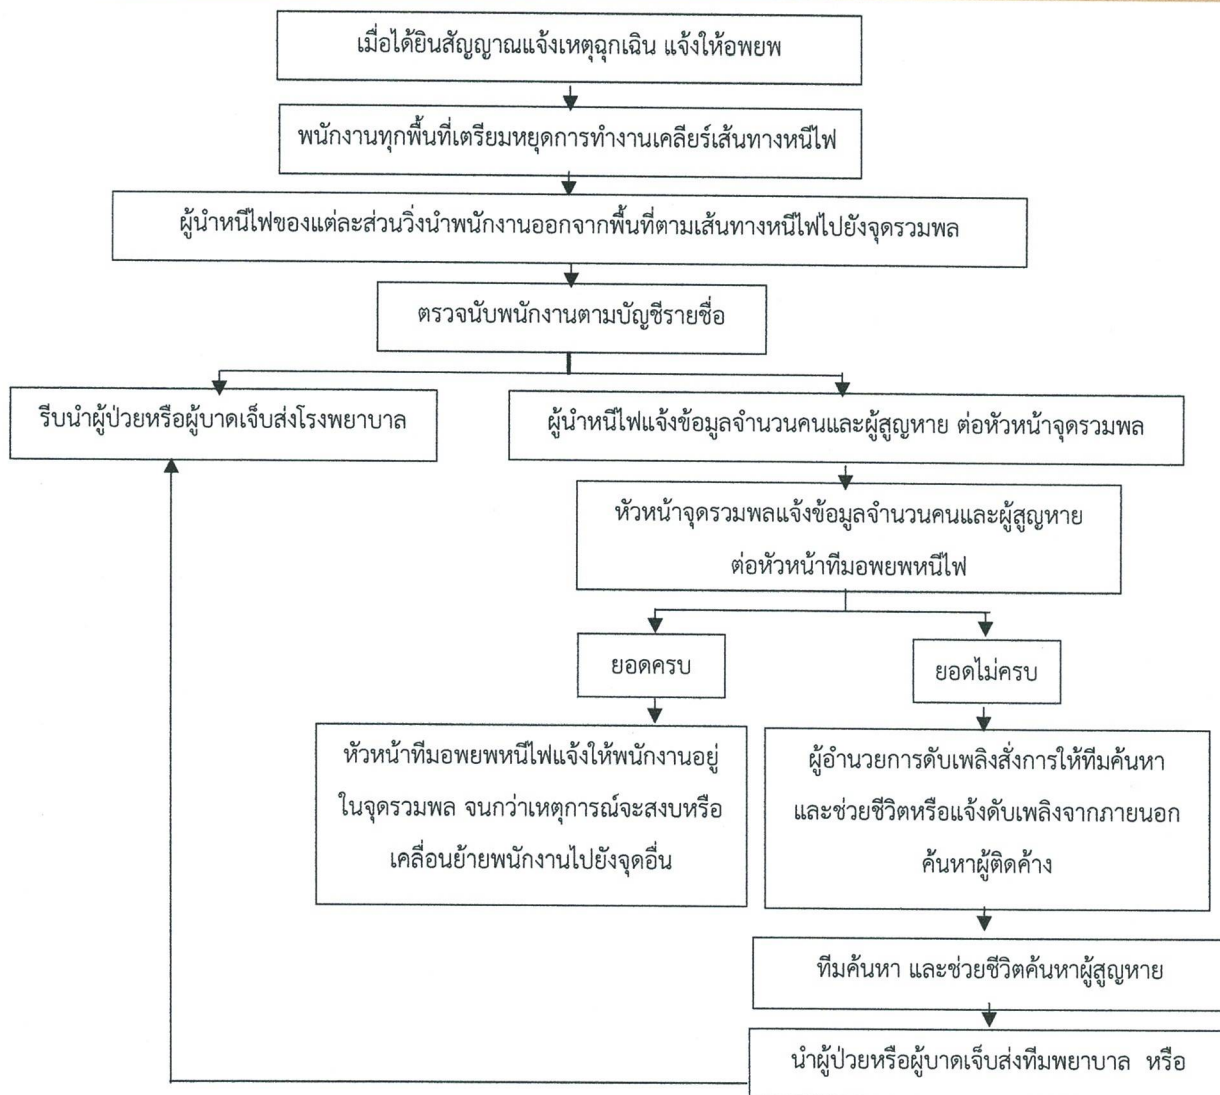 เมื่อได้ยินสัญญาณแจ้งเหตุฉุกเฉิน แจ้งให้อพยพ
พนักงานทุกพื้นที่เตรียมหยุดการทำงานเคลียร์เส้นทางหนีไฟ
ผู้นำหนีไฟของแต่ละส่วนวิ่งนำพนักงานออกจากพื้นที่ตามเส้นทางหนีไฟไปยังจุดรวมพล
ตรวจนับพนักงานตามบัญชีรายชื่อ
รีบนำผู้ป่วยหรือผู้บาดเจ็บส่งโรงพยาบาล
ผู้นำหนีไฟแจ้งข้อมูลจำนวนคนและผู้สูญหาย ต่อหัวหน้าจุดรวมพล
หัวหน้าจุดรวมพลแจ้งข้อมูลจำนวนคนและผู้สูญหาย
ต่อหัวหน้าทีมอพยพหนีไฟ
ยอดครบ
ยอดไม่ครบ
หัวหน้าทีมอพยพหนีไฟแจ้งให้พนักงานอยู่
ในจุดรวมพล จนกว่าเหตุการณ์จะสงบหรือ
เคลื่อนย้ายพนักงานไปยังจุดอื่น
ผู้อำนวยการดับเพลิงสั่งการให้ทีมค้นหา
และช่วยชีวิตหรือแจ้งดับเพลิงจากภายนอก
ค้นหาผู้ติดค้าง
ทีมค้นหา และช่วยชีวิตค้นหาผู้สูญหาย
นำผู้ป่วยหรือผู้บาดเจ็บส่งทีมพยาบาล หรือ